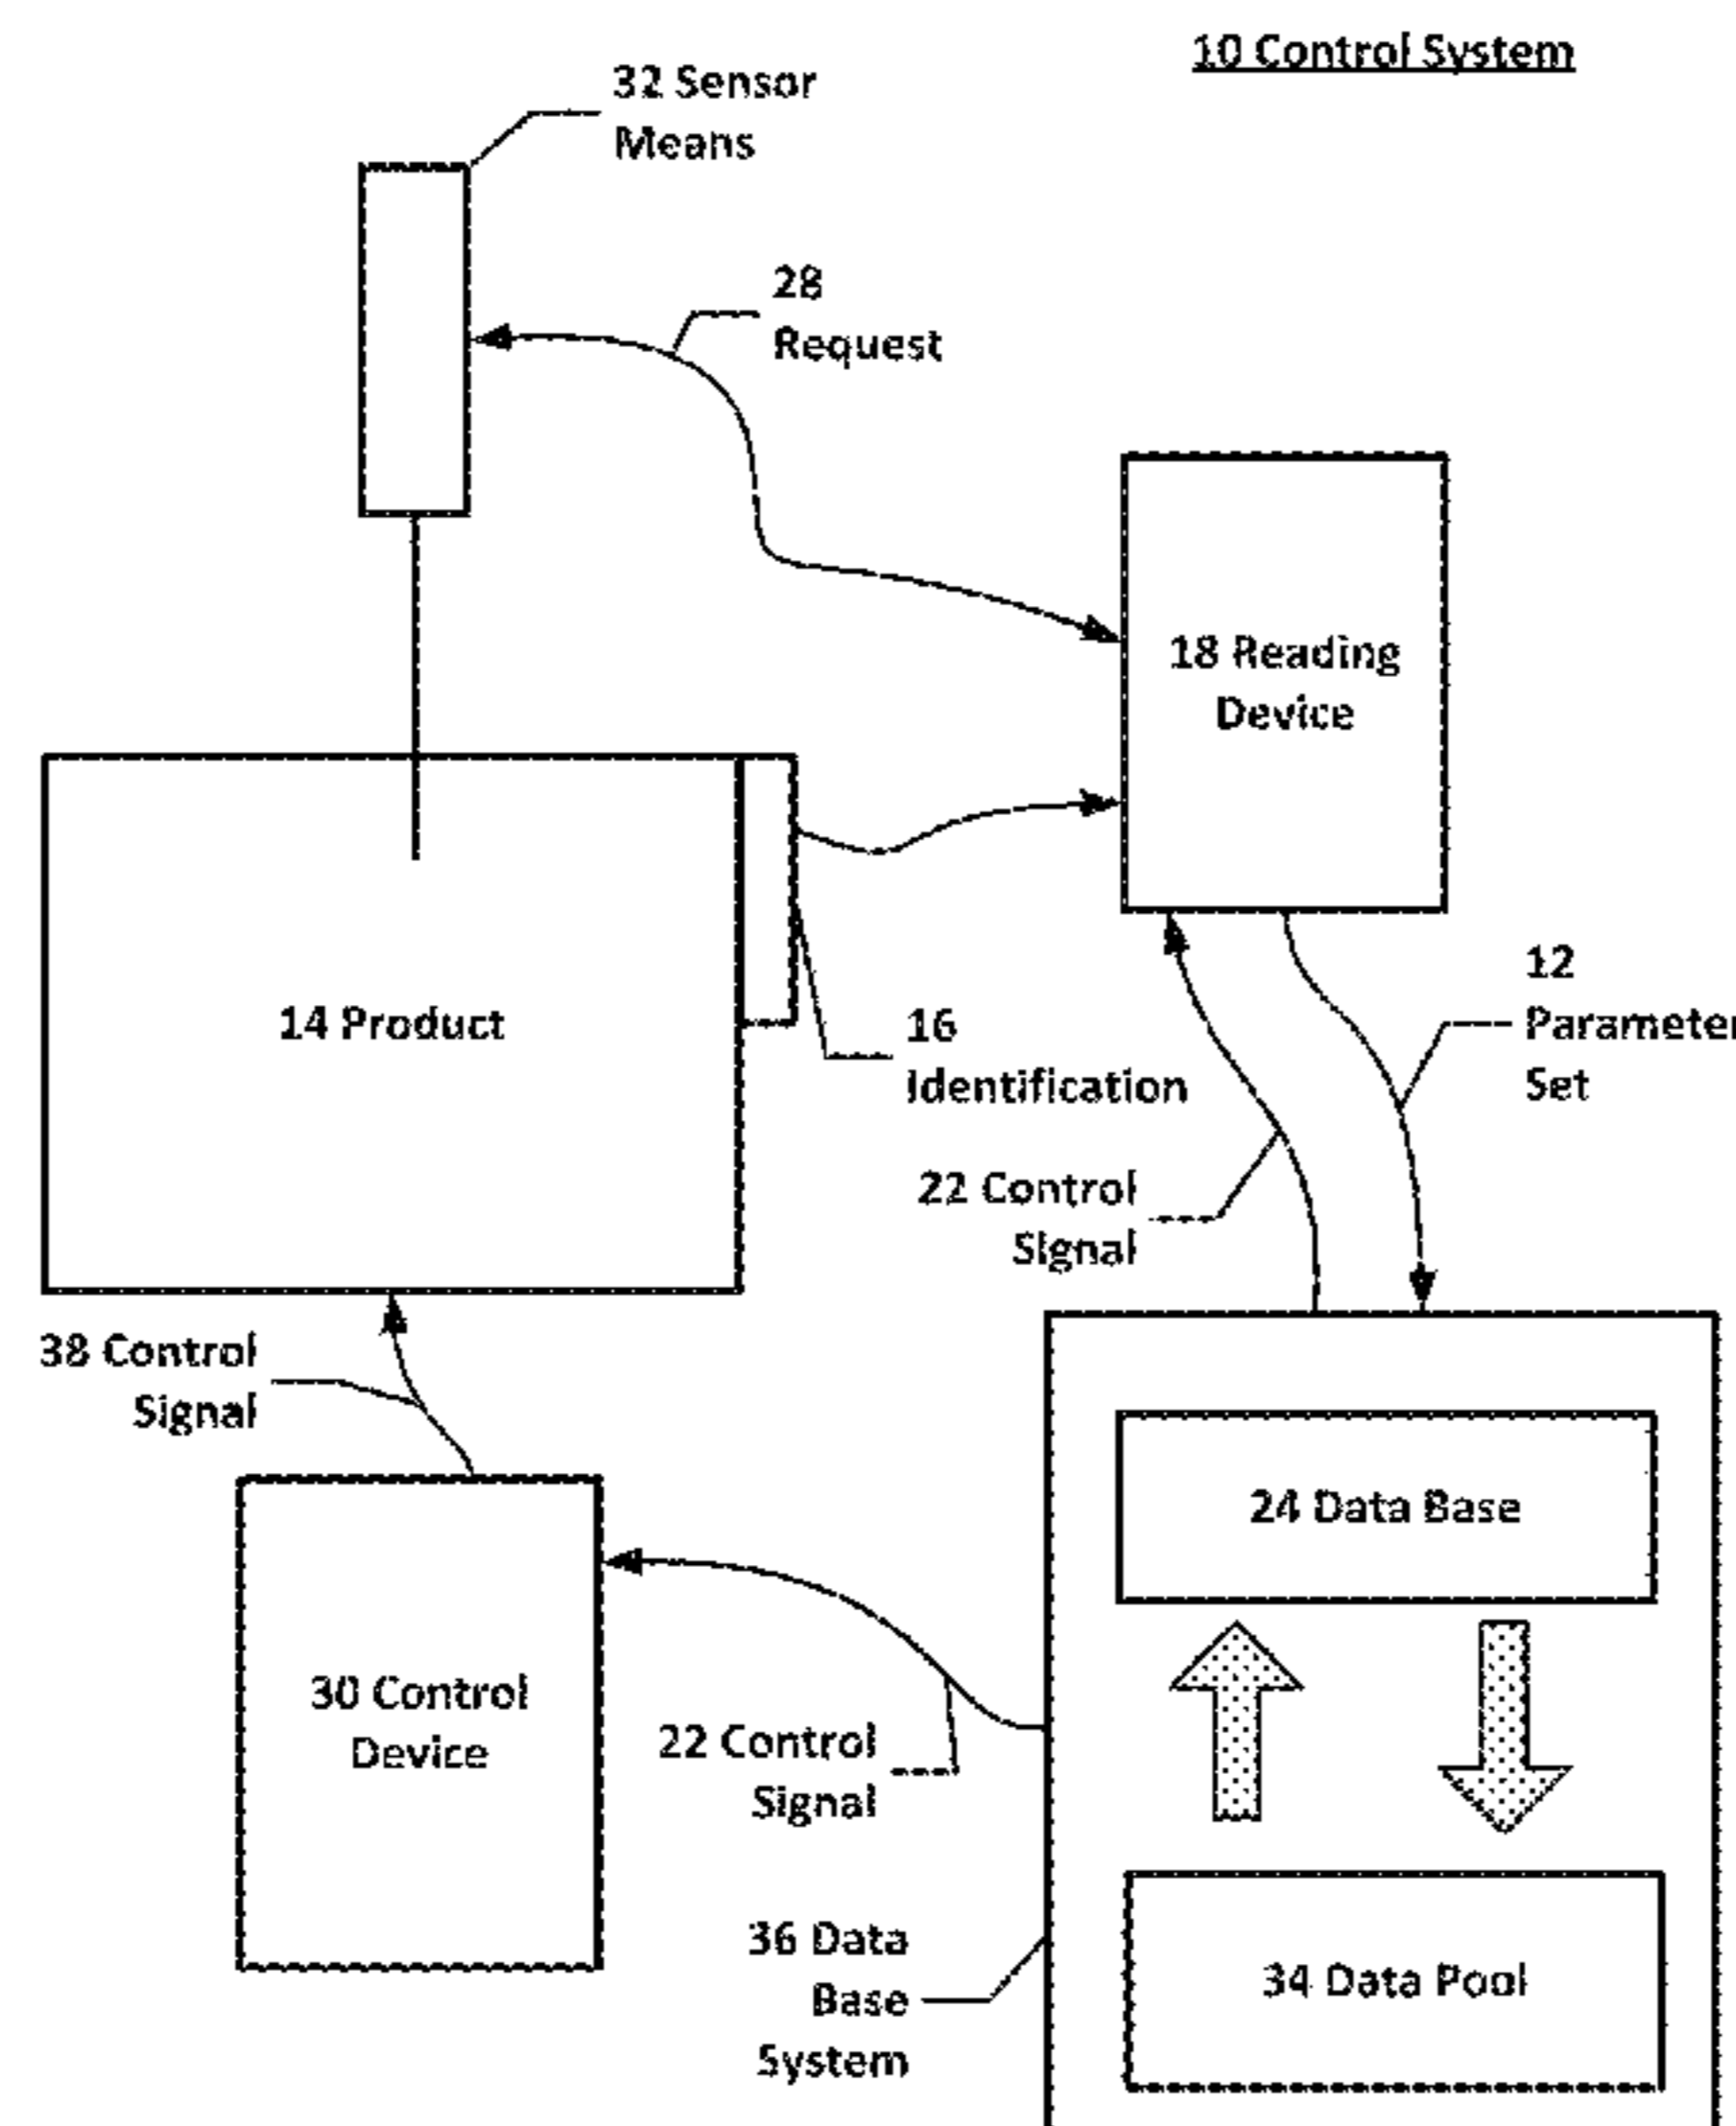 10 Control System
32 Sensor
Means
28
Request
18 Reading
Device
14 Product
16
Identification
12
Parameter
Set
22 Control
Signal
38 Control
Signal
24 Data Base
30 Control
Device
22 Control
Signal
36 Data
Base
System
34 Data Pool